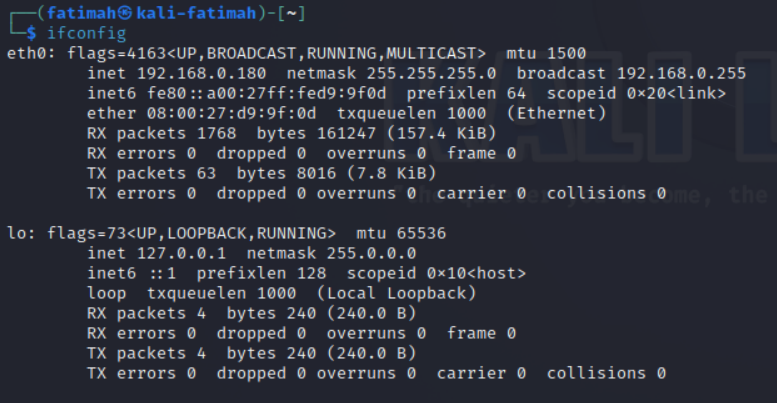 ┌──(fatimah㉿kali-fatimah)-[~]
└─$ ifconfig
eth0: flags=4163<UP,BROADCAST,RUNNING,MULTICAST>  mtu 1500
        inet 192.168.0.180  netmask 255.255.255.0  broadcast 192.168.0.255
        inet6 fe80::a00:27ff:fed9:9f0d  prefixlen 64  scopeid 0x20<link>
        ether 08:00:27:d9:9f:0d  txqueuelen 1000  (Ethernet)
        RX packets 1768  bytes 161247 (157.4 KiB)
        RX errors 0  dropped 0  overruns 0  frame 0
        TX packets 63  bytes 8016 (7.8 KiB)
        TX errors 0  dropped 0 overruns 0  carrier 0  collisions 0

lo: flags=73<UP,LOOPBACK,RUNNING>  mtu 65536
        inet 127.0.0.1  netmask 255.0.0.0
        inet6 ::1  prefixlen 128  scopeid 0x10<host>
        loop  txqueuelen 1000  (Local Loopback)
        RX packets 4  bytes 240 (240.0 B)
        RX errors 0  dropped 0  overruns 0  frame 0
        TX packets 4  bytes 240 (240.0 B)
        TX errors 0  dropped 0 overruns 0  carrier 0  collisions 0